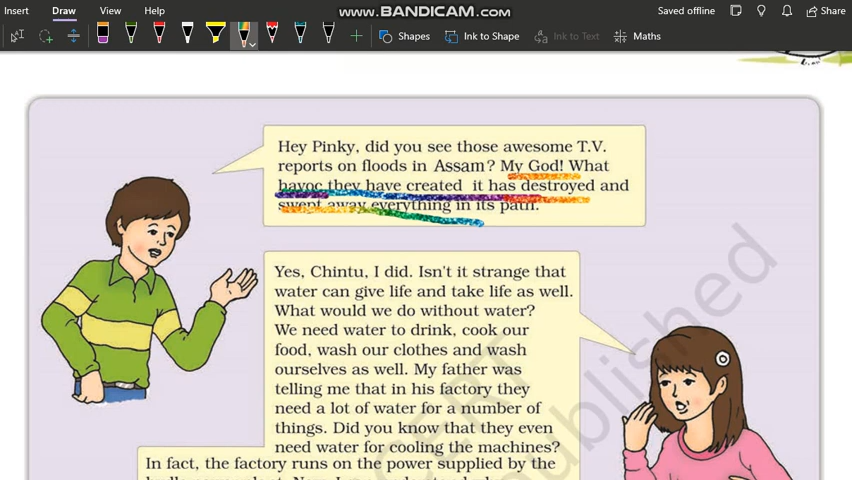 Insert Draw View Help
WWW.BANDICAM.COM
Saved offline
Share
Shapes
Ink to Shape
Ink to Text
Maths
Hey Pinky, did you see those awesome T.V.
reports on floods in Assam? My God! What
havoc they have created it has destroyed and
swept away everything in its path.
Yes, Chintu, I did. Isn't it strange that
water can give life and take life as well.
What would we do without water?
We need water to drink, cook our
food, wash our clothes and wash
ourselves as well. My father was
telling me that in his factory they
need a lot of water for a number of
things. Did you know that they even
need water for cooling the machines?
In fact, the factory runs on the power supplied by the